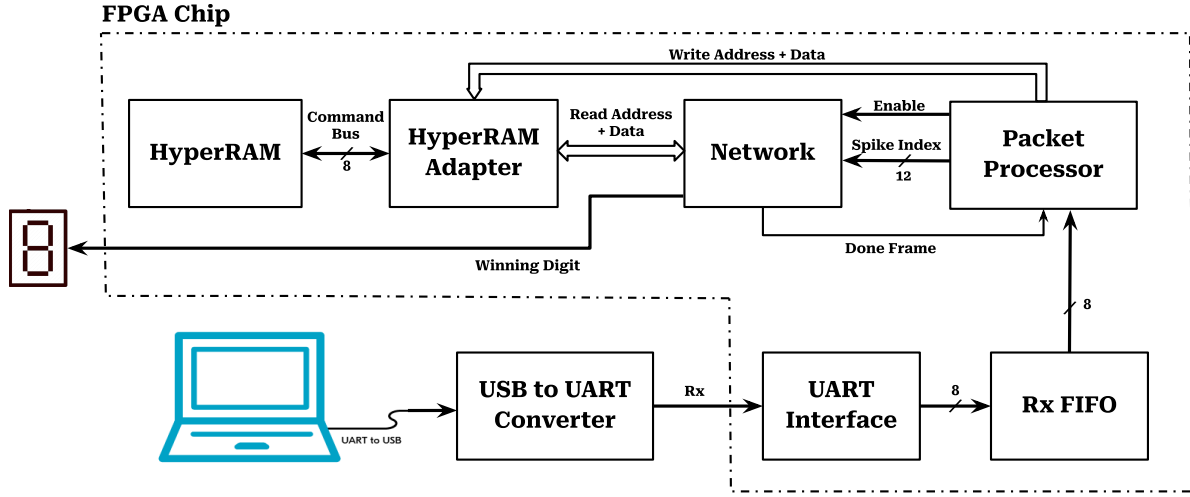 FPGA Chip
Write Address + Data
HyperRAM
Command
Bus
8
HyperRAM
Adapter
Read Address
+ Data
Network
Enable
Spike Index
12
Packet
Processor
Done Frame
8
Winning Digit
8
UART to USB
USB to UART
Converter
Rx
UART
Interface
8
Rx FIFO